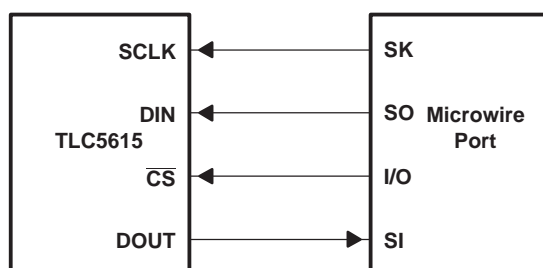 SCLK
SK
DIN
SO
Microwire
TLC5615
Port
CS
I/O
DOUT
SI